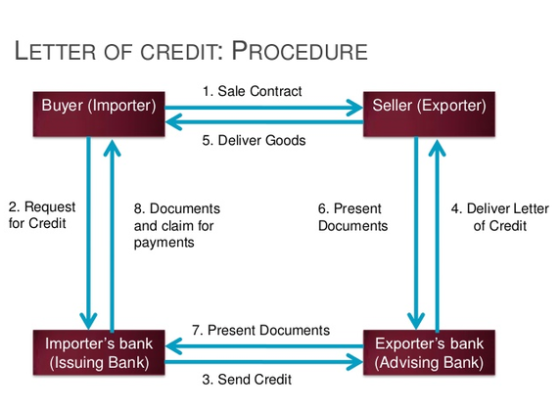 LETTER OF CREDIT: PROCEDURE
1. Sale Contract
Buyer (Importer)
Seller (Exporter)
5. Deliver Goods
2. Request
for Credit
8. Documents
and claim for
payments
6. Present
Documents
4. Deliver Letter
of Credit
7. Present Documents
Importer's bank
(Issuing Bank)
Exporter's bank
(Advising Bank)
3. Send Credit